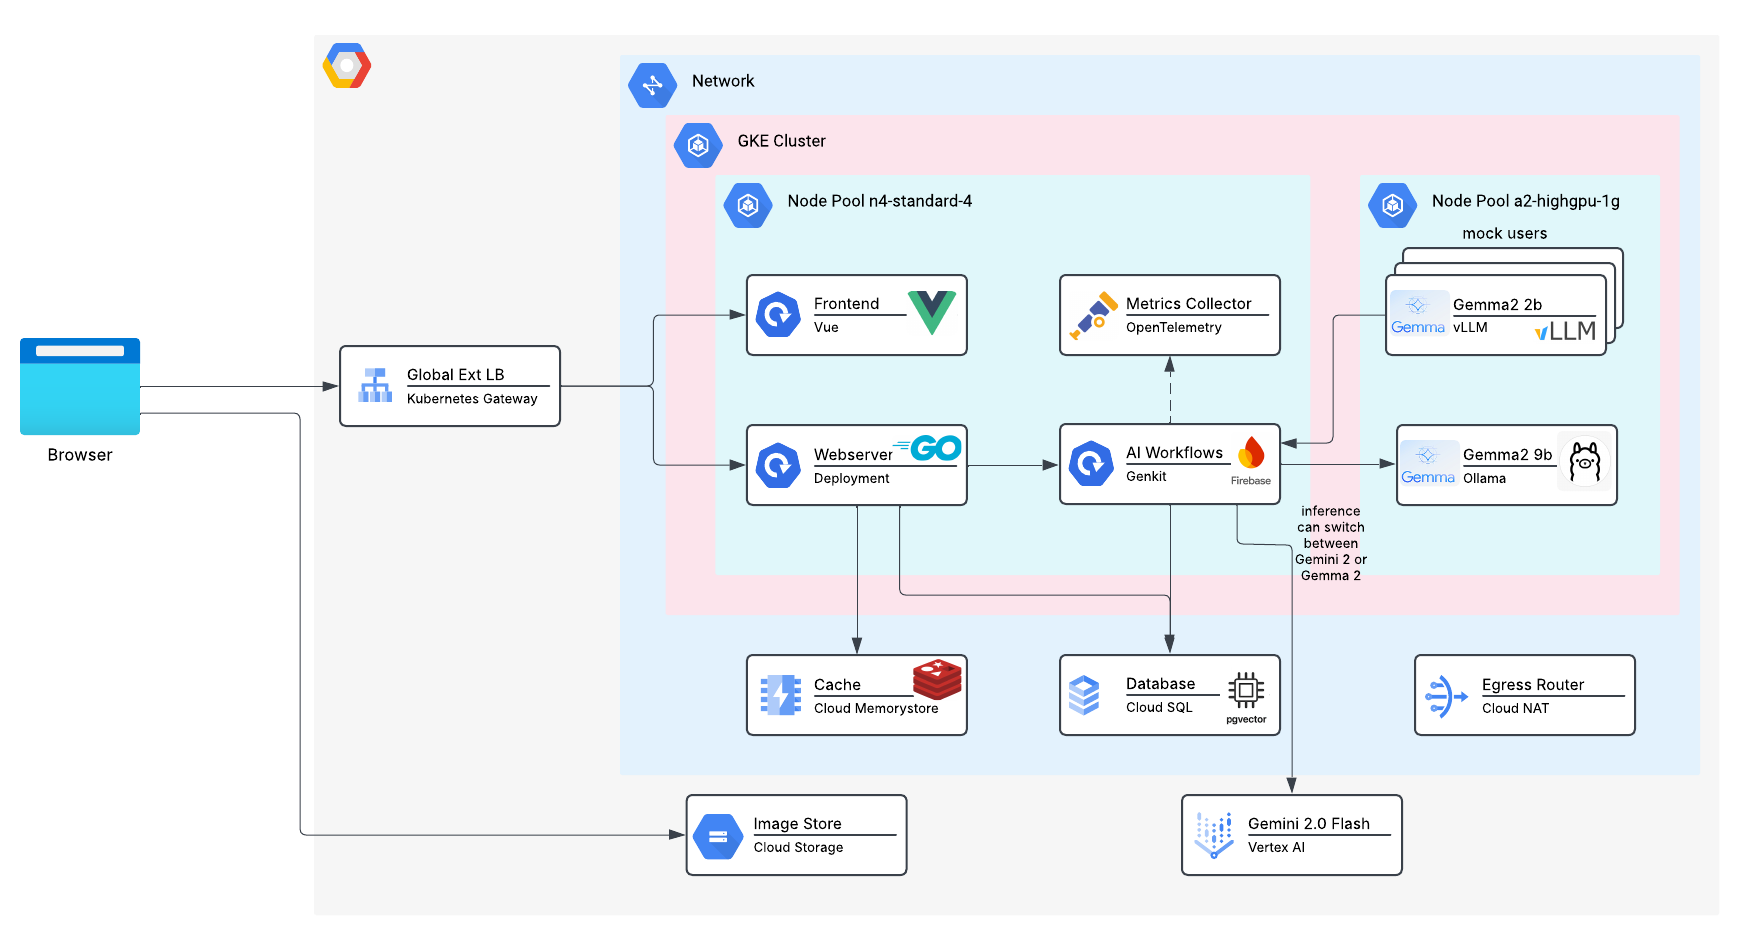 Network
GKE Cluster
Node Pool n4-standard-4
Node Pool a2-highgpu-1g
mock users
Frontend
Vue
Metrics Collector
OpenTelemetry
Gemma
Gemma2 2b
vLLM
vLLM
Global Ext LB
Kubernetes Gateway
Browser
Webserver
GO
Deployment
AI Workflows
Genkit
Firebase
Gemma
Gemma2 9b
Ollama
inference
can switch
between
Gemini 2 or
Gemma 2
Cache
Cloud Memorystore
Database
Cloud SQL
pgvector
Egress Router
Cloud NAT
Image Store
Cloud Storage
Gemini 2.0 Flash
Vertex AI